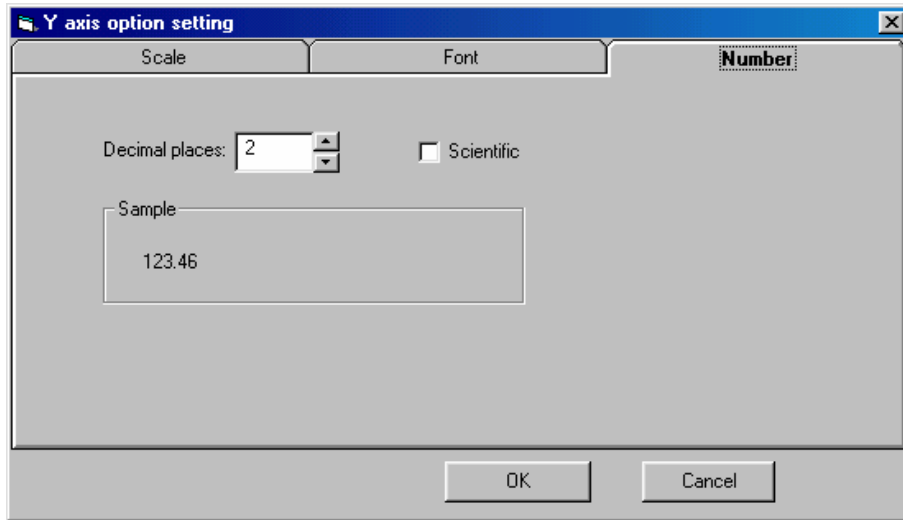 Y axis option setting
Scale Font Number
Decimal places: 2 Scientific
Sample
123.46
OK Cancel